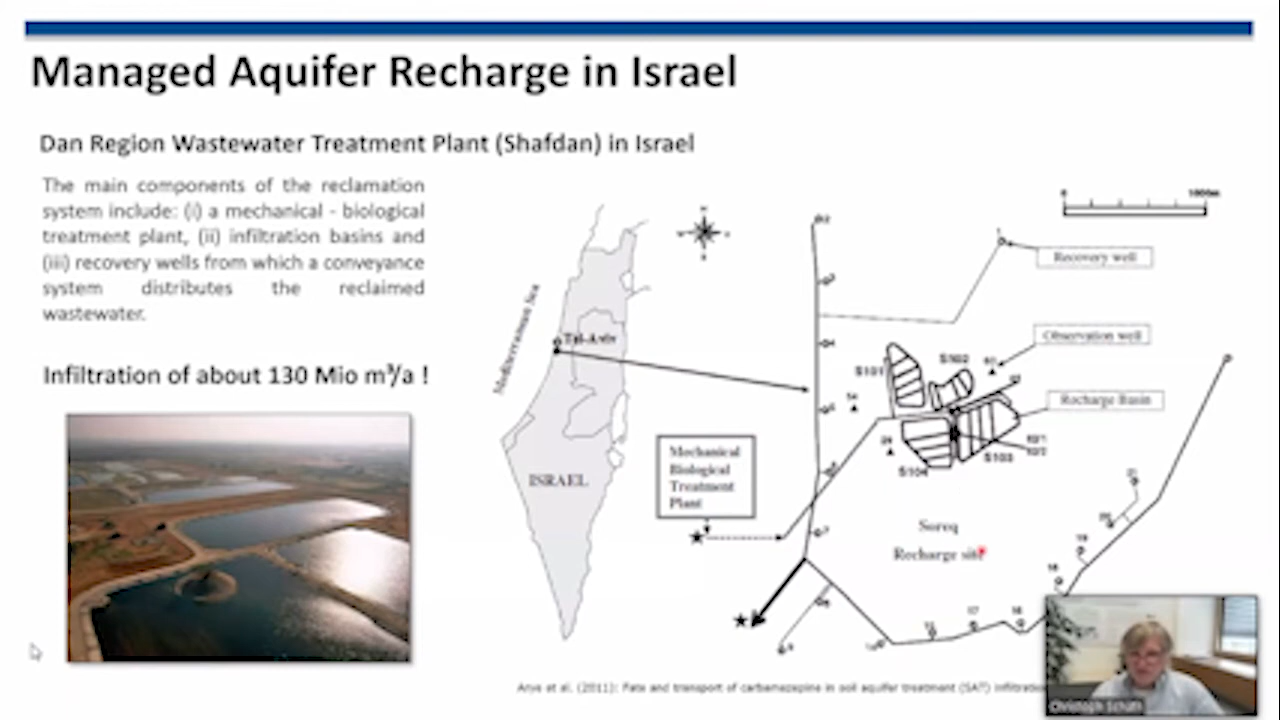 Managed Aquifer Recharge in Israel
Dan Region Wastewater Treatment Plant (Shafdan) in Israel
The main components of the reclamation
system include: (i) a mechanical - biological
treatment plant, (ii) infiltration basins and
(iii) recovery wells from which a conveyance
system distributes the reclaimed
wastewater.
Infiltration of about 130 Mio m³/a !
Mediterranean Sea
Tel-Aviv
ISRAEL
Mechanical
Biological
Treatment
Plant
0 1000m
Recovery well
Observation well
Recharge Basin
S101
S102
S103
S104
Soreq
Recharge site
Arye et al. (2011): Fate and transport of carbamazepine in soil aquifer treatment (SAT) infiltratio
Christoph